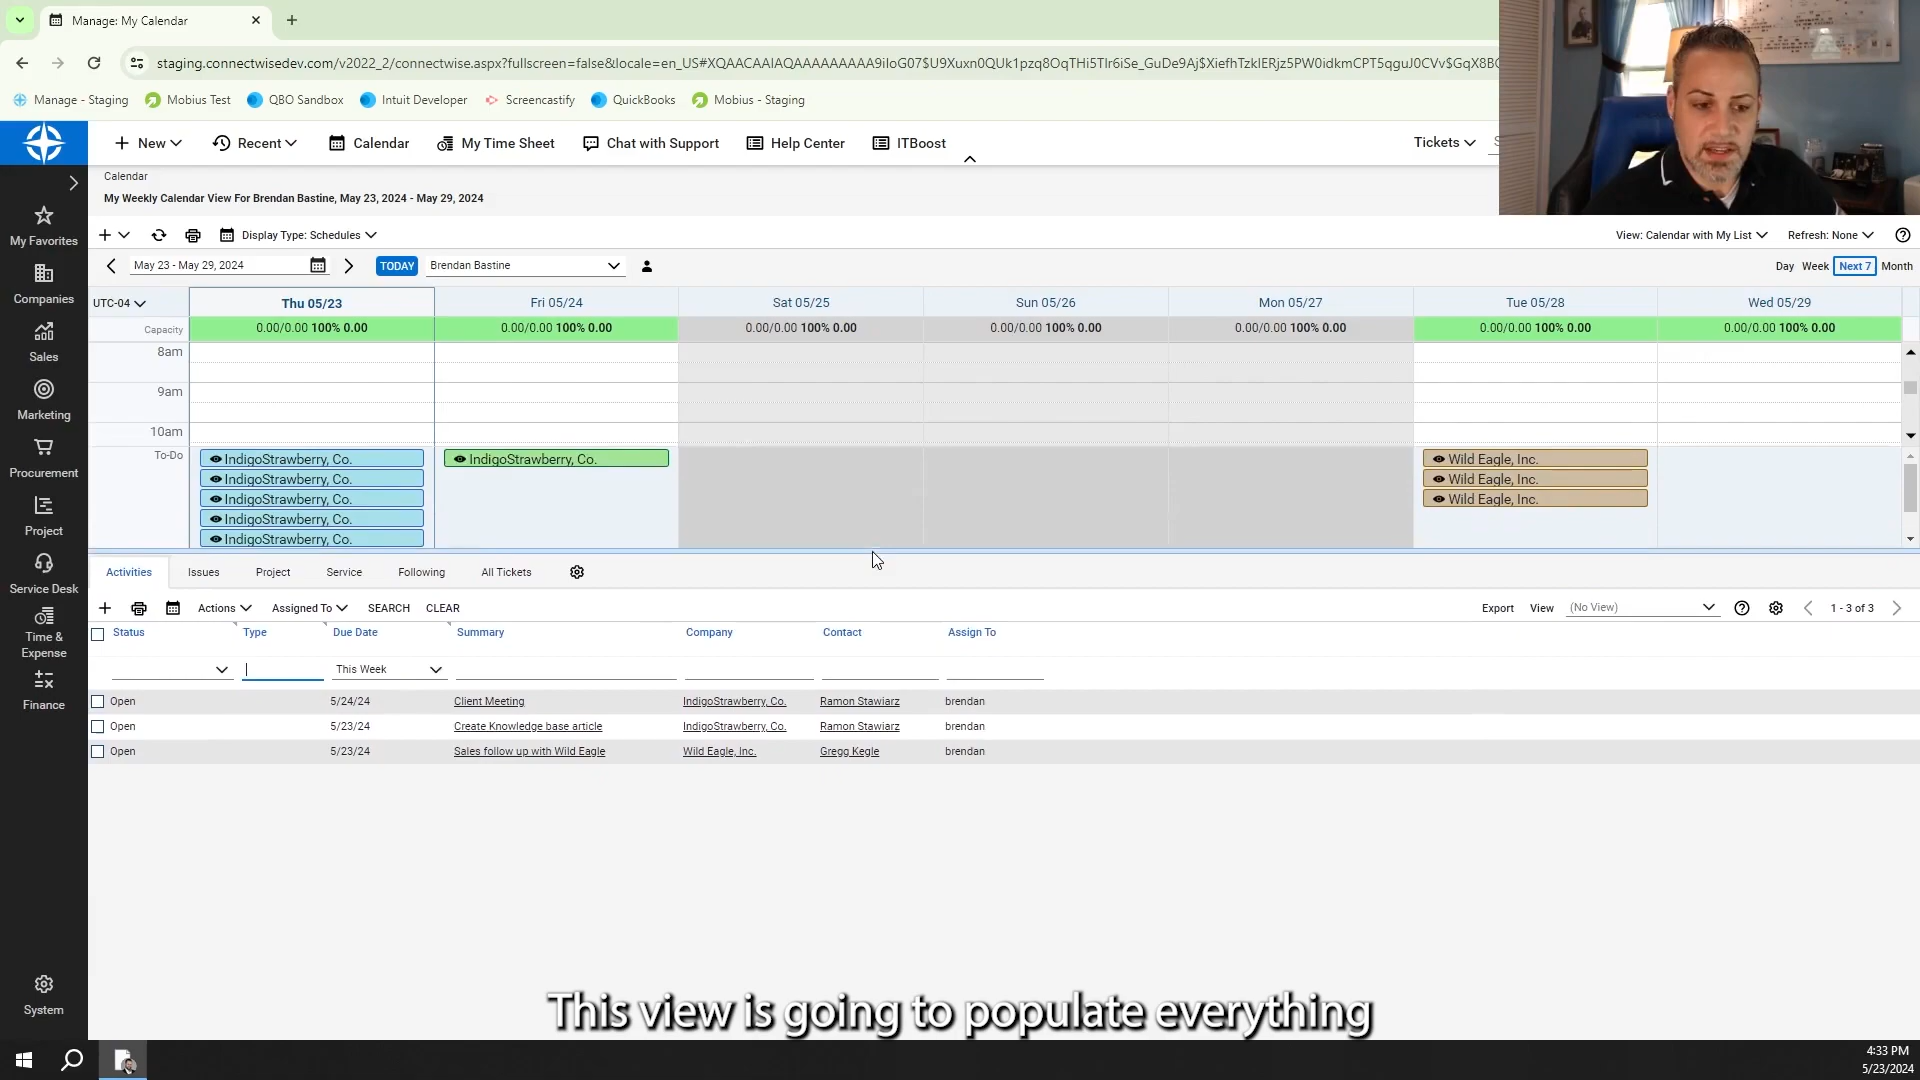 Manage: My Calendar
staging.connectwisedev.com/v2022_2/connectwise.aspx?fullscreen=false&locale=en_US#
Manage - Staging
Mobius Test
QBO Sandbox
Intuit Developer
Screencastify
QuickBooks
Mobius - Staging
New
Recent
Calendar
My Time Sheet
Chat with Support
Help Center
ITBoost
Tickets
My Favorites
Companies
Sales
Marketing
Procurement
Project
Service Desk
Time &
Expense
Finance
System
Calendar
My Weekly Calendar View For Brendan Bastine, May 23, 2024 - May 29, 2024
Display Type: Schedules
View: Calendar with My List
Refresh: None
May 23 - May 29, 2024
TODAY
Brendan Bastine
Day Week Next 7 Month
UTC-04 Thu 05/23 Fri 05/24 Sat 05/25 Sun 05/26 Mon 05/27 Tue 05/28 Wed 05/29
Capacity 0.00/0.00 100% 0.00 0.00/0.00 100% 0.00 0.00/0.00 100% 0.00 0.00/0.00 100% 0.00 0.00/0.00 100% 0.00 0.00/0.00 100% 0.00 0.00/0.00 100% 0.00
8am
9am
10am
To-Do IndigoStrawberry, Co. IndigoStrawberry, Co. Wild Eagle, Inc.
IndigoStrawberry, Co. Wild Eagle, Inc.
IndigoStrawberry, Co. Wild Eagle, Inc.
IndigoStrawberry, Co.
IndigoStrawberry, Co.
Activities Issues Project Service Following All Tickets
Actions Assigned To SEARCH CLEAR Export View (No View) 1 - 3 of 3
Status Type Due Date Summary Company Contact Assign To
This Week
Open 5/24/24 Client Meeting IndigoStrawberry, Co. Ramon Stawiarz brendan
Open 5/23/24 Create Knowledge base article IndigoStrawberry, Co. Ramon Stawiarz brendan
Open 5/23/24 Sales follow up with Wild Eagle Wild Eagle, Inc. Gregg Kegle brendan
This view is going to populate everything
4:33 PM
5/23/2024